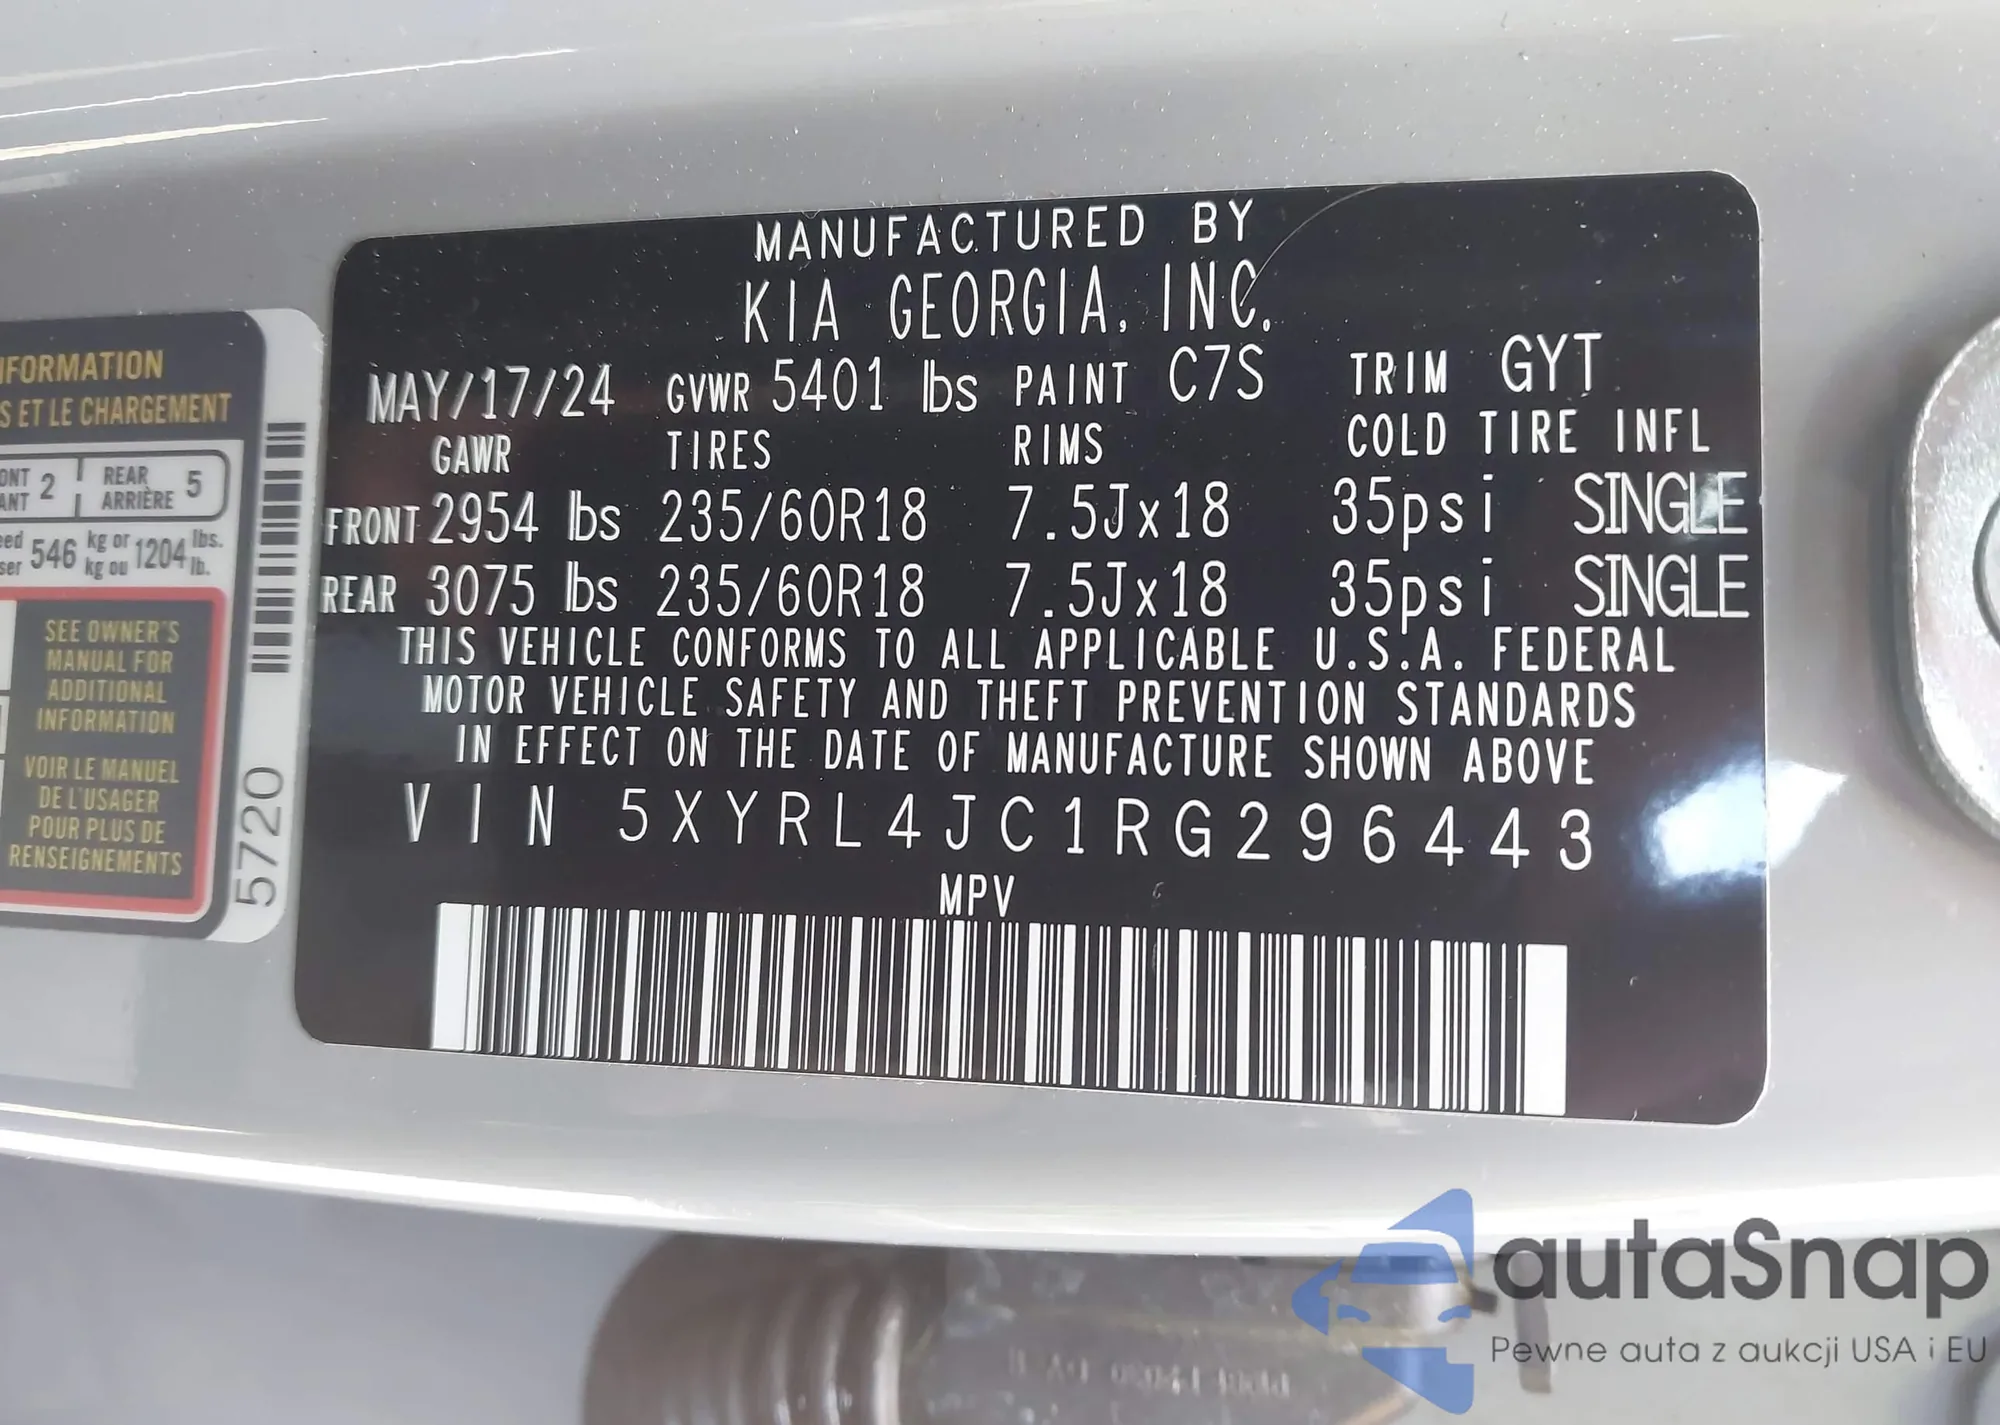 MANUFACTURED BY
KIA GEORGIA, INC.
MAY/17/24 GVWR 5401 lbs PAINT C7S TRIM GYT
GAWR TIRES RIMS COLD TIRE INFL
FRONT 2954 lbs 235/60R18 7.5Jx18 35psi SINGLE
REAR 3075 lbs 235/60R18 7.5Jx18 35psi SINGLE
THIS VEHICLE CONFORMS TO ALL APPLICABLE U.S.A. FEDERAL
MOTOR VEHICLE SAFETY AND THEFT PREVENTION STANDARDS
IN EFFECT ON THE DATE OF MANUFACTURE SHOWN ABOVE
VIN 5XYRL4JC1RG296443
MPV
ET LE CHARGEMENT
2 REAR 5
ARRIÈRE
546 kg or 1204 lbs.
kg ou lb.
SEE OWNER'S
MANUAL FOR
ADDITIONAL
INFORMATION
VOIR LE MANUEL
DE L'USAGER
POUR PLUS DE
RENSEIGNEMENTS
5720
autaSnap
Pewne auta z aukcji USA i EU